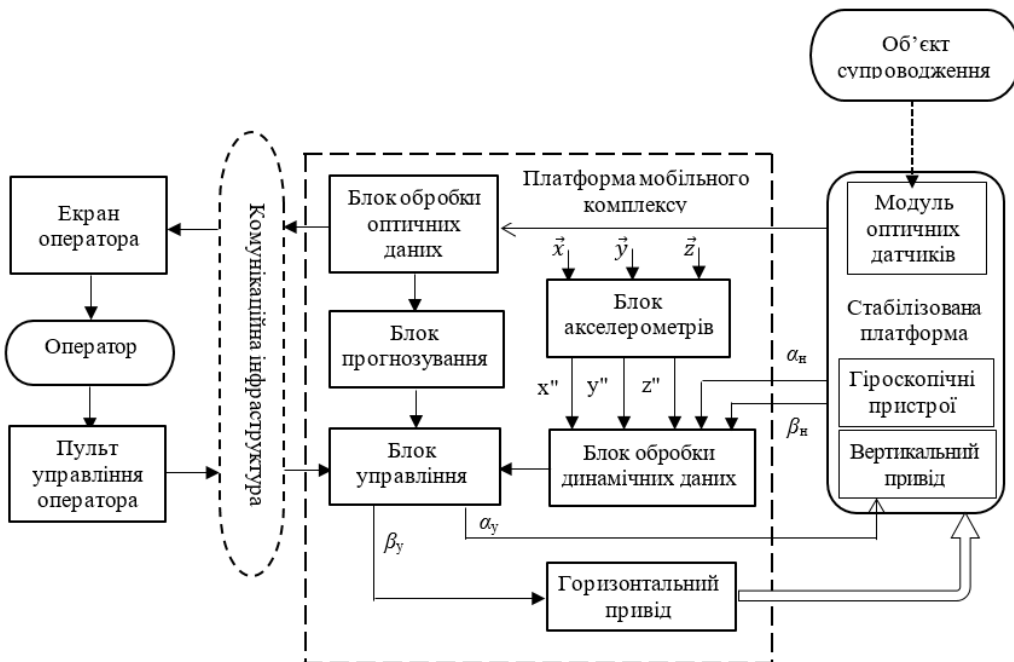 Об’єкт
супроводження
Екран
оператора
Оператор
Пульт
управління
оператора
Комунікаційна інфраструктура
Платформа мобільного
комплексу
Блок обробки
оптичних
даних
Блок
прогнозування
Блок
управління
x⃗ y⃗ z⃗
Блок
акселерометрів
x" y" z"
Блок обробки
динамічних даних
αн
βн
αу
βу
Горизонтальний
привід
Модуль
оптичних
датчиків
Стабілізована
платформа
Гіроскопічні
пристрої
Вертикальний
привід